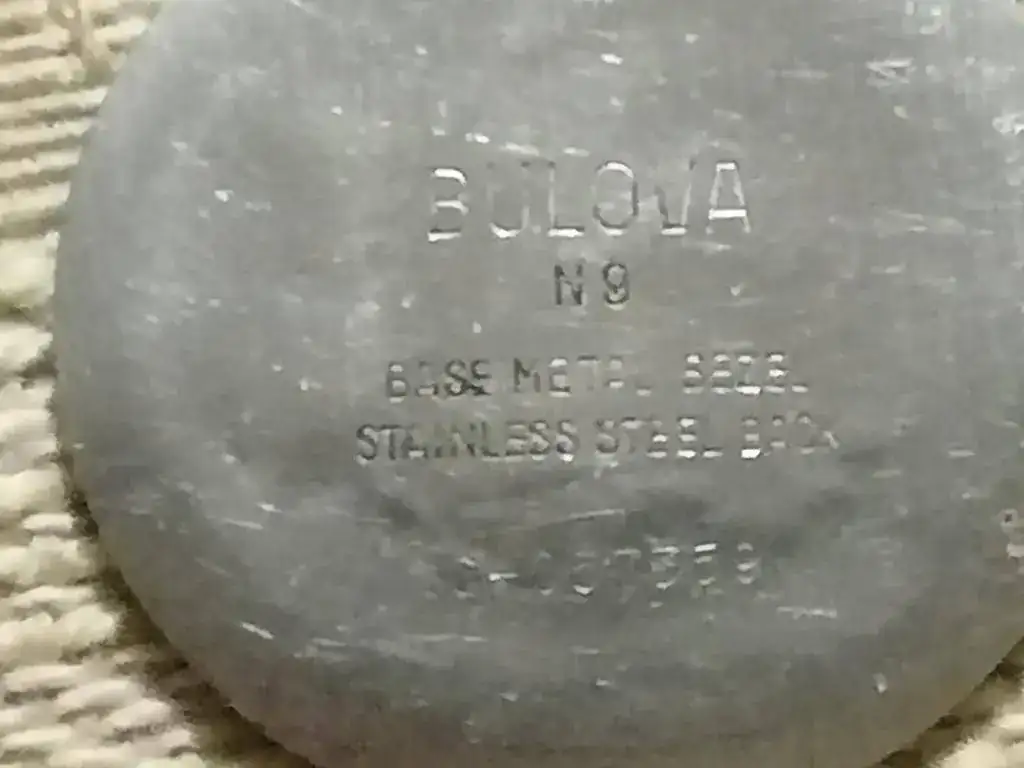 BULOVA
N9
BASE METAL BEZEL
STAINLESS STEEL BACK